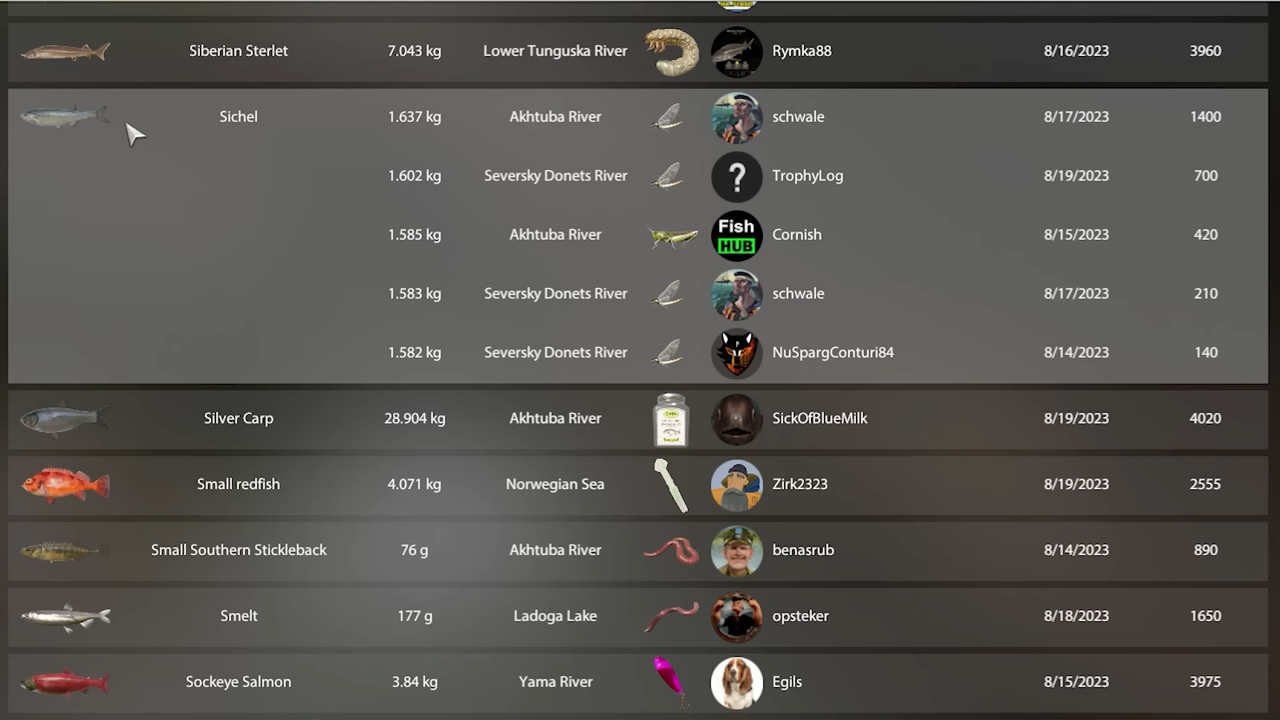 Siberian Sterlet 7.043 kg Lower Tunguska River Rymka88 8/16/2023 3960
Sichel 1.637 kg Akhtuba River schwale 8/17/2023 1400
1.602 kg Seversky Donets River ? TrophyLog 8/19/2023 700
1.585 kg Akhtuba River Fish HUB Cornish 8/15/2023 420
1.583 kg Seversky Donets River schwale 8/17/2023 210
1.582 kg Seversky Donets River NuSpargConturi84 8/14/2023 140
Silver Carp 28.904 kg Akhtuba River SickOfBlueMilk 8/19/2023 4020
Small redfish 4.071 kg Norwegian Sea Zirk2323 8/19/2023 2555
Small Southern Stickleback 76 g Akhtuba River benasrub 8/14/2023 890
Smelt 177 g Ladoga Lake opsteker 8/18/2023 1650
Sockeye Salmon 3.84 kg Yama River Egils 8/15/2023 3975